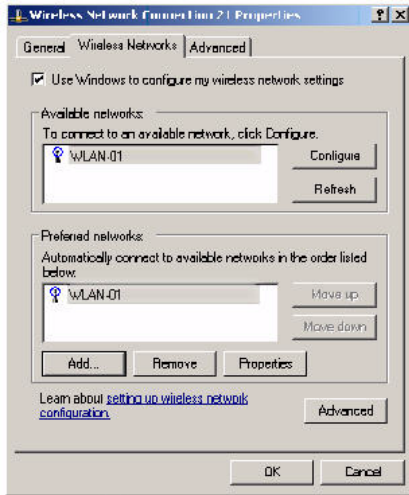 Wireless Network Connection 21 Properties
? X
General Wireless Networks Advanced
Use Windows to configure my wireless network settings
Available networks:
To connect to an available network, click Configure.
WLAN-01
Configure
Refresh
Preferred networks:
Automatically connect to available networks in the order listed
below:
WLAN-01
Move up
Move down
Add... Remove Properties
Learn about setting up wireless network
configuration.
Advanced
OK Cancel